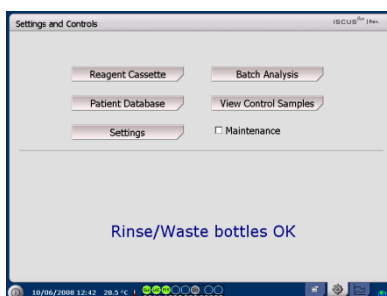 Settings and Controls
ISCUS
Reagent Cassette
Batch Analysis
Patient Database
View Control Samples
Settings
Maintenance
Rinse/Waste bottles OK
10/06/2008 12:42 28.5 °C